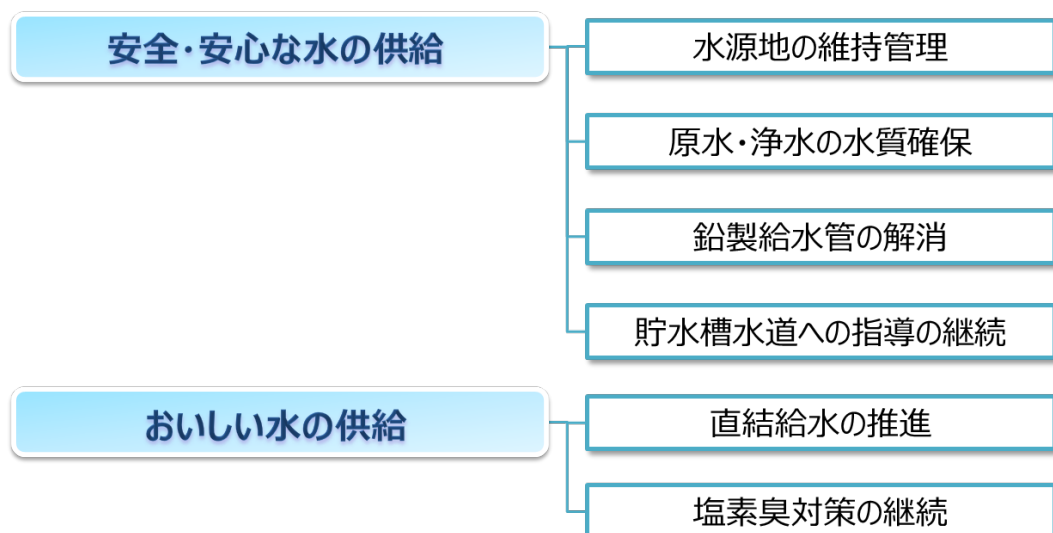 安全・安心な水の供給
水源地の維持管理
原水・浄水の水質確保
鉛製給水管の解消
貯水槽水道への指導の継続
おいしい水の供給
直結給水の推進
塩素臭対策の継続